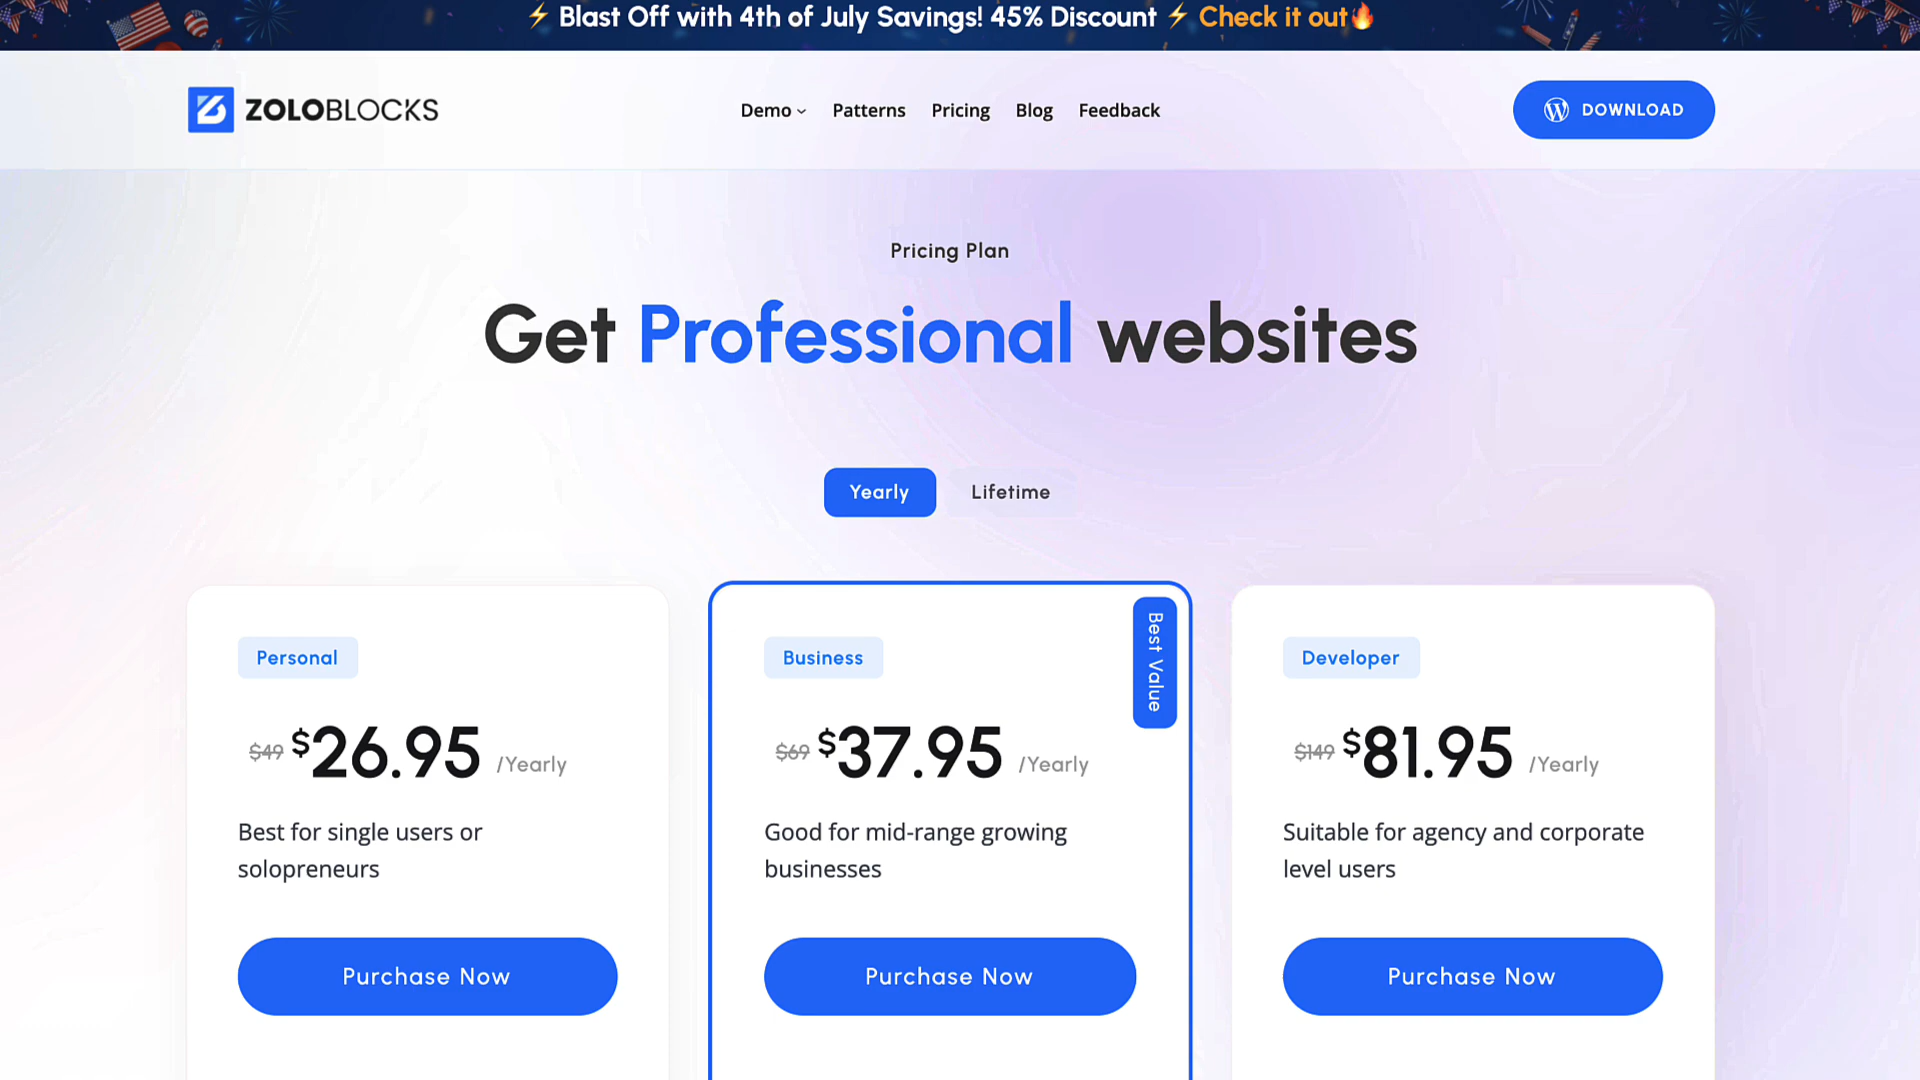 ⚡ Blast Off with 4th of July Savings! 45% Discount ⚡ Check it out🔥
ZOLOBLOCKS
Demo
Patterns
Pricing
Blog
Feedback
DOWNLOAD
Pricing Plan
Get Professional websites
Yearly
Lifetime
Personal
$49 $26.95 /Yearly
Best for single users or
solopreneurs
Purchase Now
Business
Best Value
$69 $37.95 /Yearly
Good for mid-range growing
businesses
Purchase Now
Developer
$149 $81.95 /Yearly
Suitable for agency and corporate
level users
Purchase Now